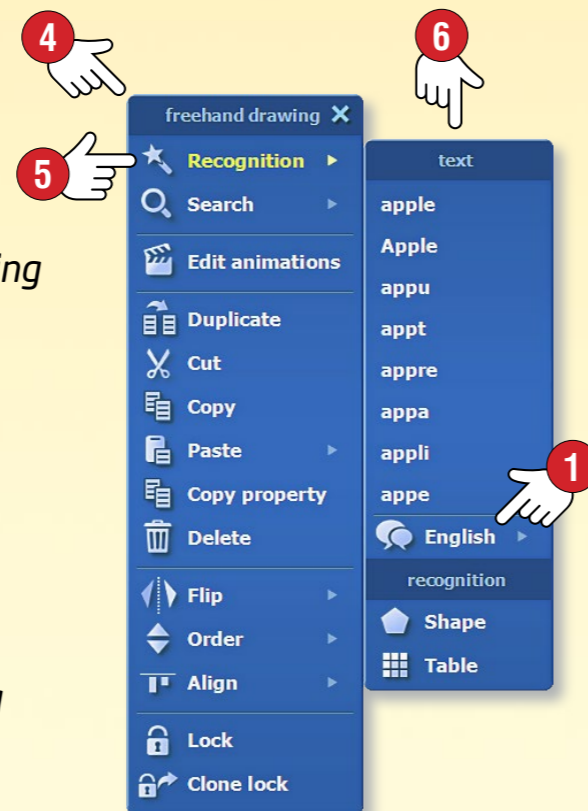 4
6
freehand drawing
5
Recognition
Search
ing
Edit animations
Duplicate
Cut
Copy
Paste
Copy property
Delete
Flip
Order
Align
Lock
Clone lock
text
apple
Apple
appu
appt
appre
appa
appli
appe
1
English
recognition
Shape
Table